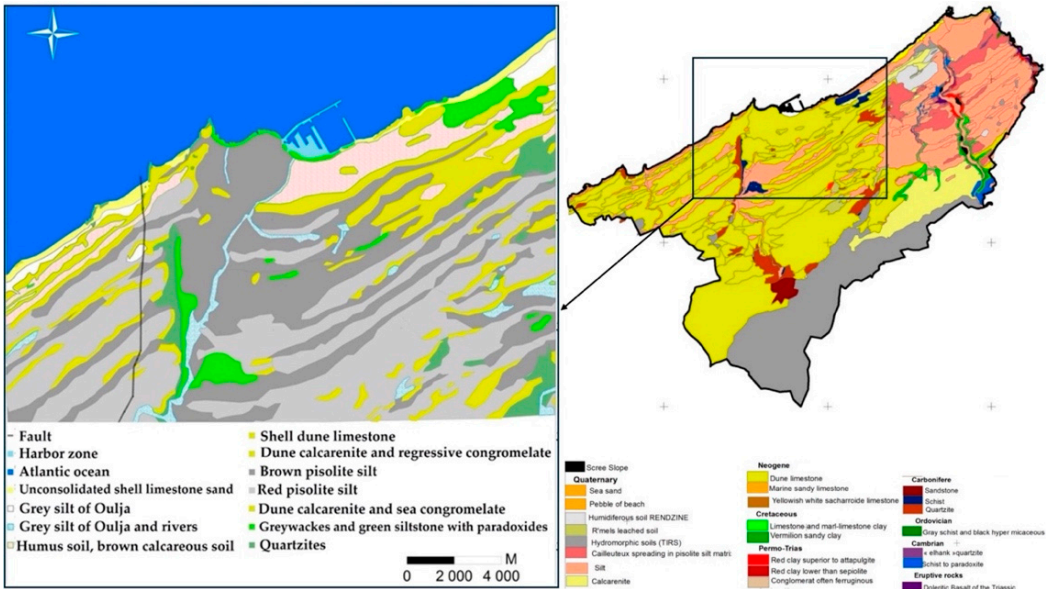 Fault
Harbor zone
Atlantic ocean
Unconsolidated shell limestone sand
Grey silt of Oulja
Grey silt of Oulja and rivers
Humus soil, brown calcareous soil
Shell dune limestone
Dune calcarenite and regressive congromelate
Brown pisolite silt
Red pisolite silt
Dune calcarenite and sea congromelate
Greywackes and green siltstone with paradoxides
Quartzites
M
0 2 000 4 000
Scree Slope
Quaternary
Sea sand
Pebble of beach
Humidiferous soil RENDZINE
R'mels leached soil
Hydromorphic soils (TIRS)
Cailleuteux spreading in pisolite silt matri
Silt
Calcarenite
Neogene
Dune limestone
Marine sandy limestone
Yellowish white sacharroide limestone
Cretaceous
Limestone and marl-limestone clay
Vermilion sandy clay
Permo-Trias
Red clay superior to attapulgite
Red clay lower than sepiolite
Conglomerat often ferruginous
Carbonifere
Sandstone
Schist
Quartzite
Ordovician
Gray schist and black hyper micaceous
Cambrian
« elhank »quartzite
Schist to paradoxite
Eruptive rocks
Doleritic Basalt of the Triassic